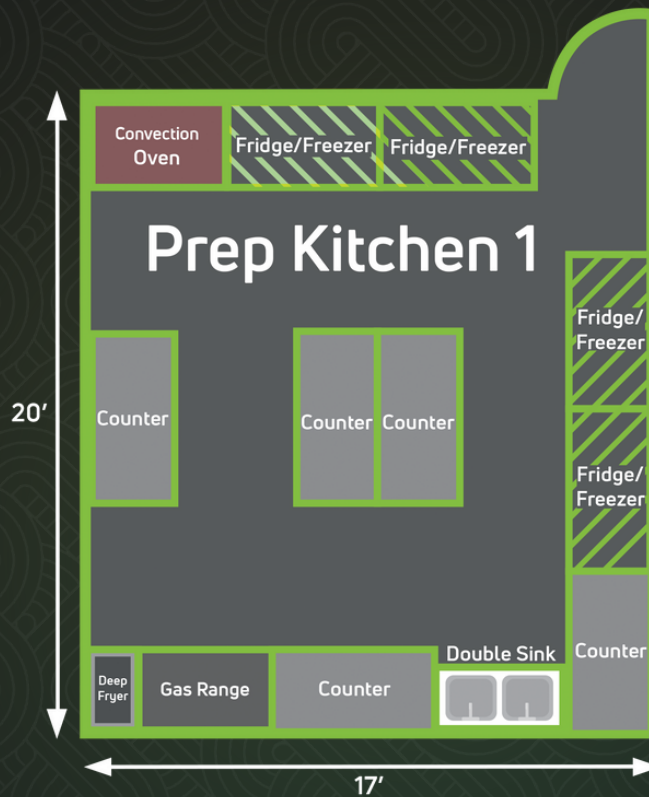 Convection
Oven
Fridge/Freezer
Fridge/Freezer
Prep Kitchen 1
Fridge/
Freezer
20'
Counter
Counter
Counter
Fridge/
Freezer
Deep
Fryer
Gas Range
Counter
Double Sink
Counter
17'